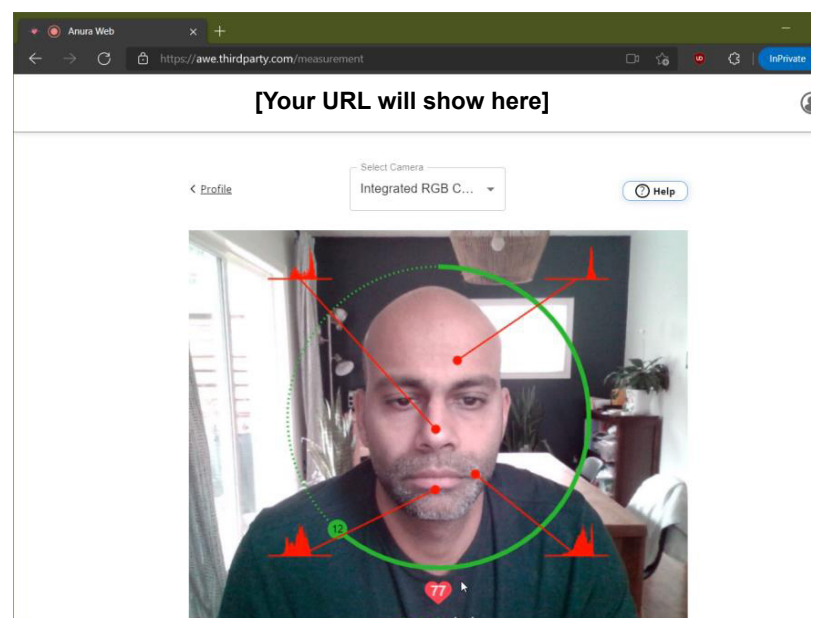 Anura Web
https://awe.thirdparty.com/measurement
InPrivate
[Your URL will show here]
Select Camera
Profile
Integrated RGB C...
Help
12
77